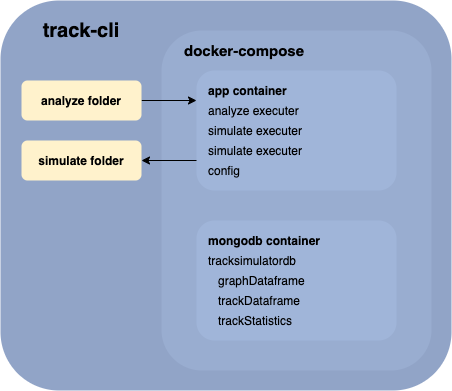 track-cli
docker-compose
analyze folder
simulate folder
app container
analyze executer
simulate executer
simulate executer
config
mongodb container
tracksimulatordb
graphDataframe
trackDataframe
trackStatistics